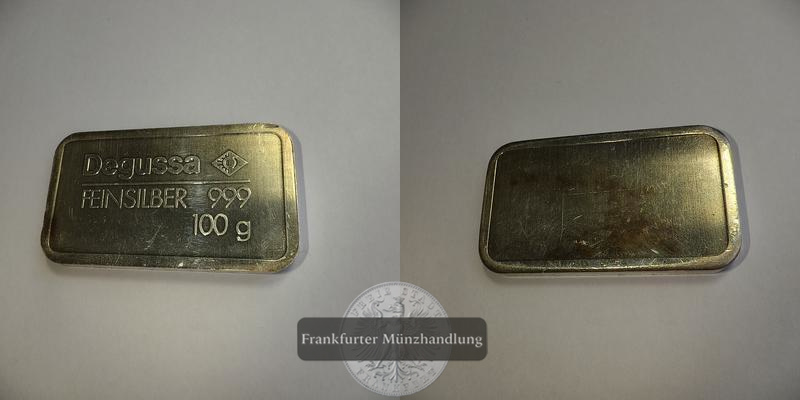 Degussa
FEINSILBER 999
100 g
Frankfurter Münzhandlung